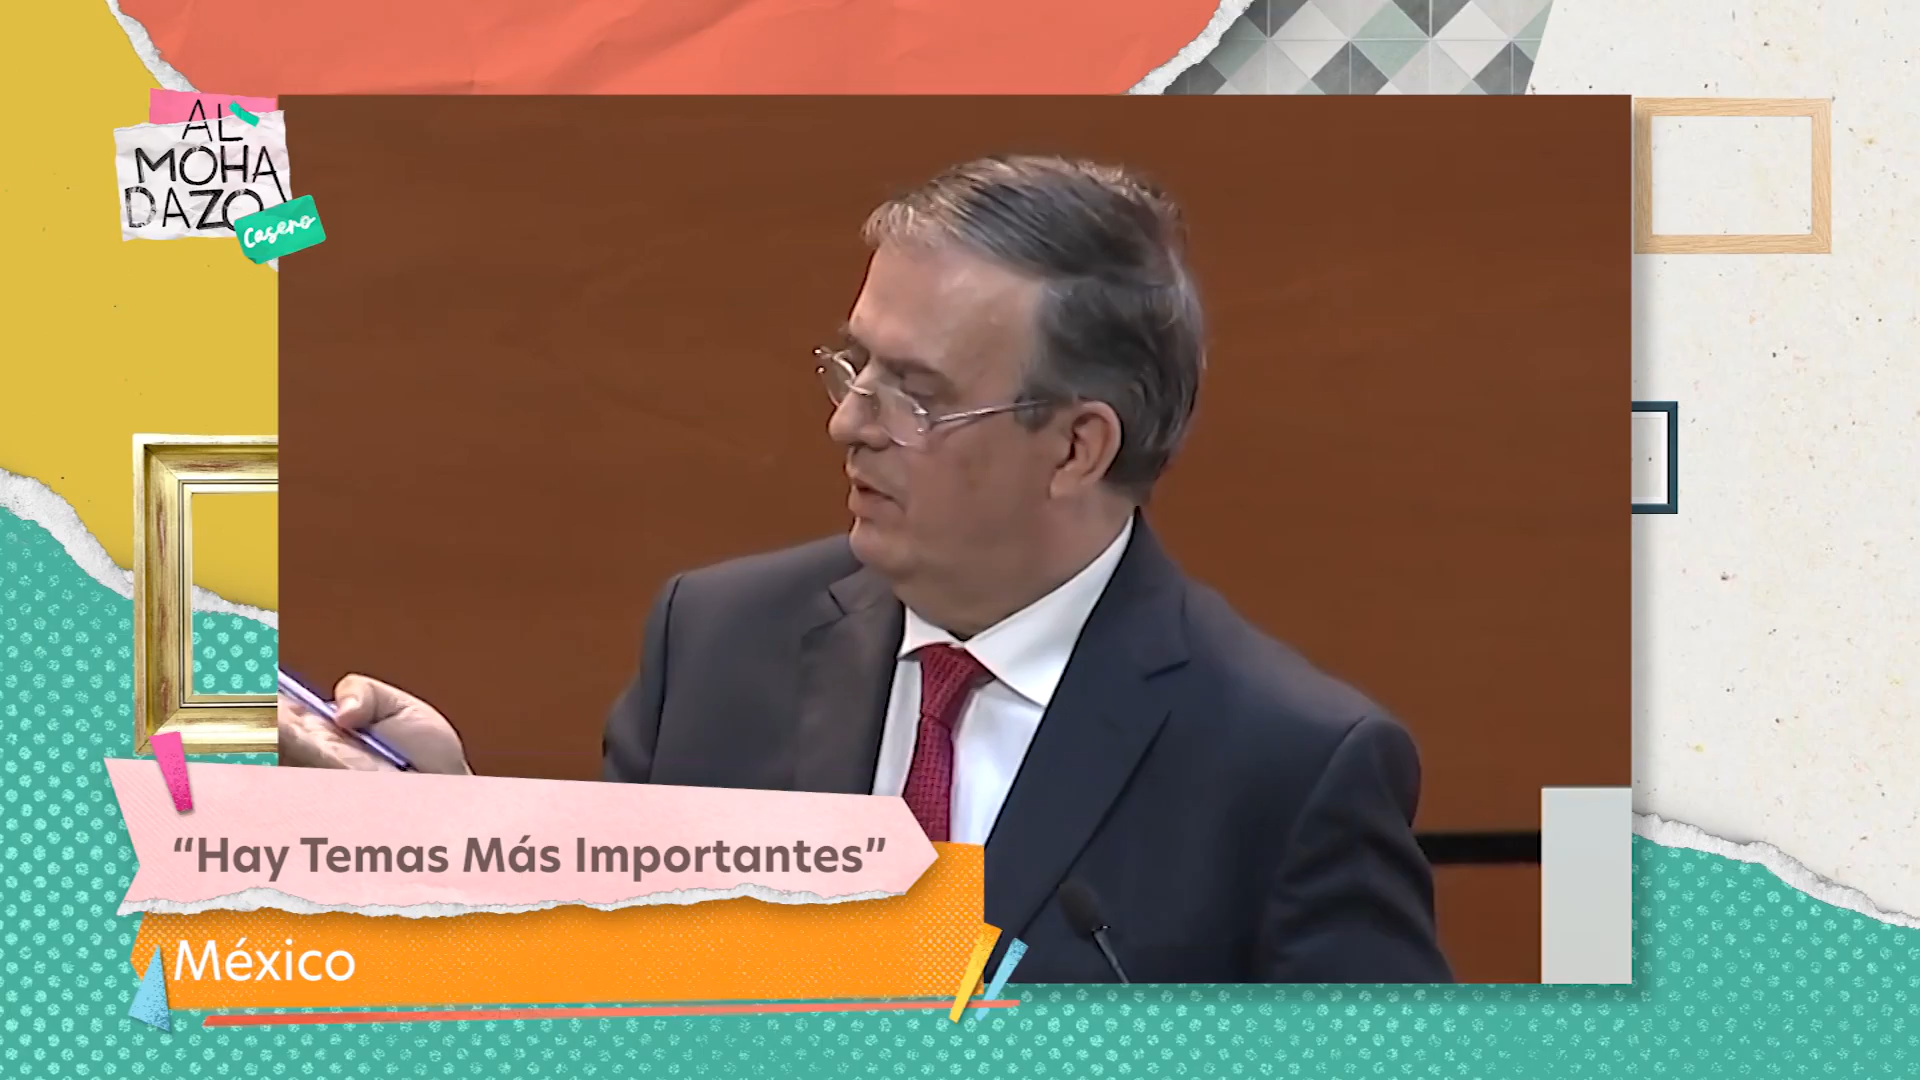 AL
MOHA
DAZO
Casero
“Hay Temas Más Importantes”
México